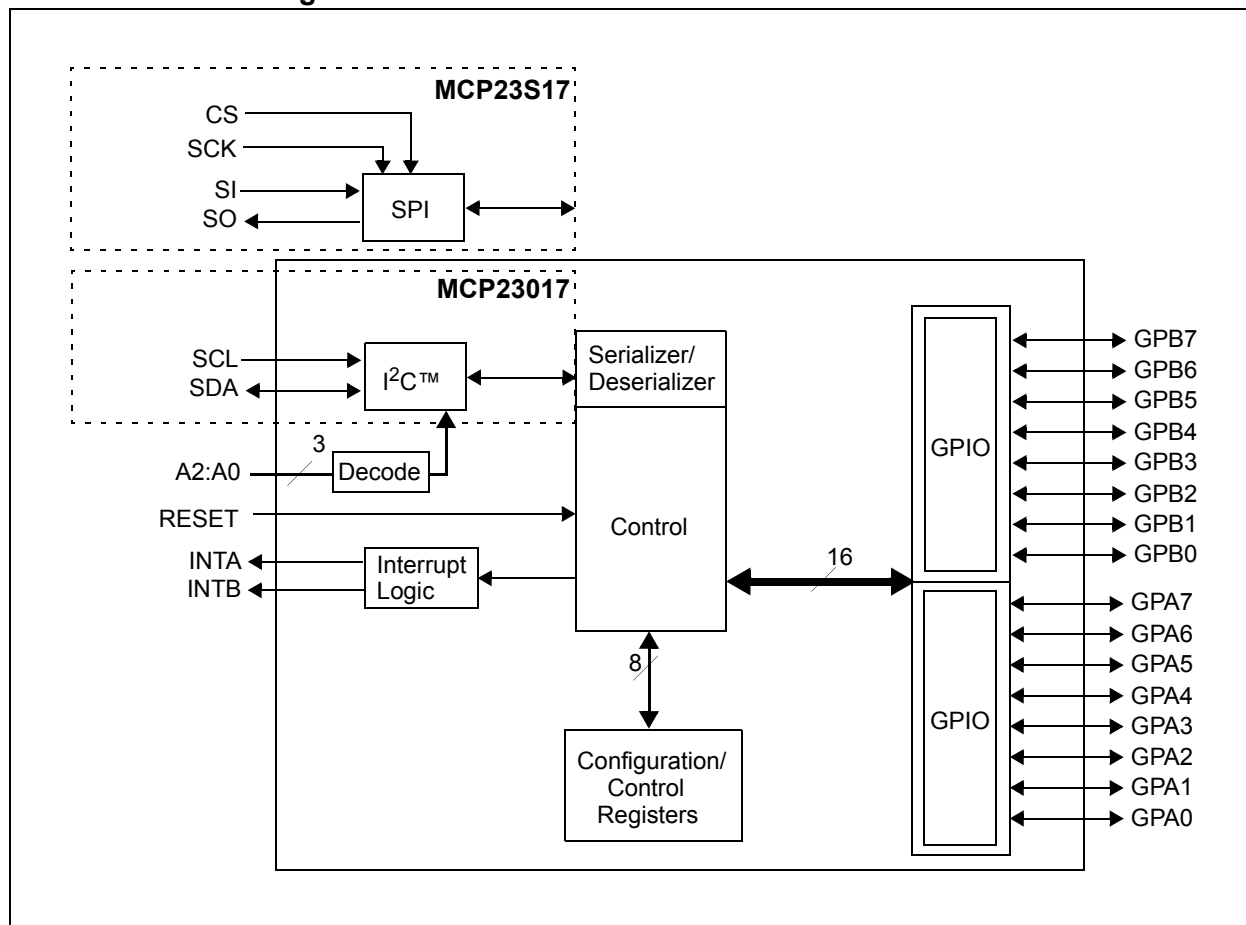 MCP23S17
CS
SCK
SI
SO
SPI
MCP23017
SCL
SDA
I²C™
Serializer/
Deserializer
3
A2:A0
Decode
RESET
Control
INTA
INTB
Interrupt
Logic
16
8
Configuration/
Control
Registers
GPIO
GPB7
GPB6
GPB5
GPB4
GPB3
GPB2
GPB1
GPB0
GPIO
GPA7
GPA6
GPA5
GPA4
GPA3
GPA2
GPA1
GPA0